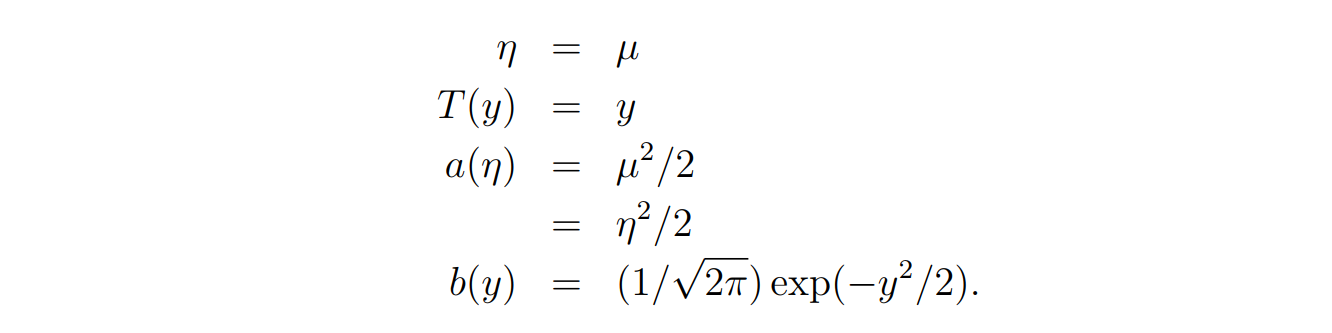 η = μ
T(y) = y
a(η) = μ²/2
= η²/2
b(y) = (1/√2π) exp(−y²/2).